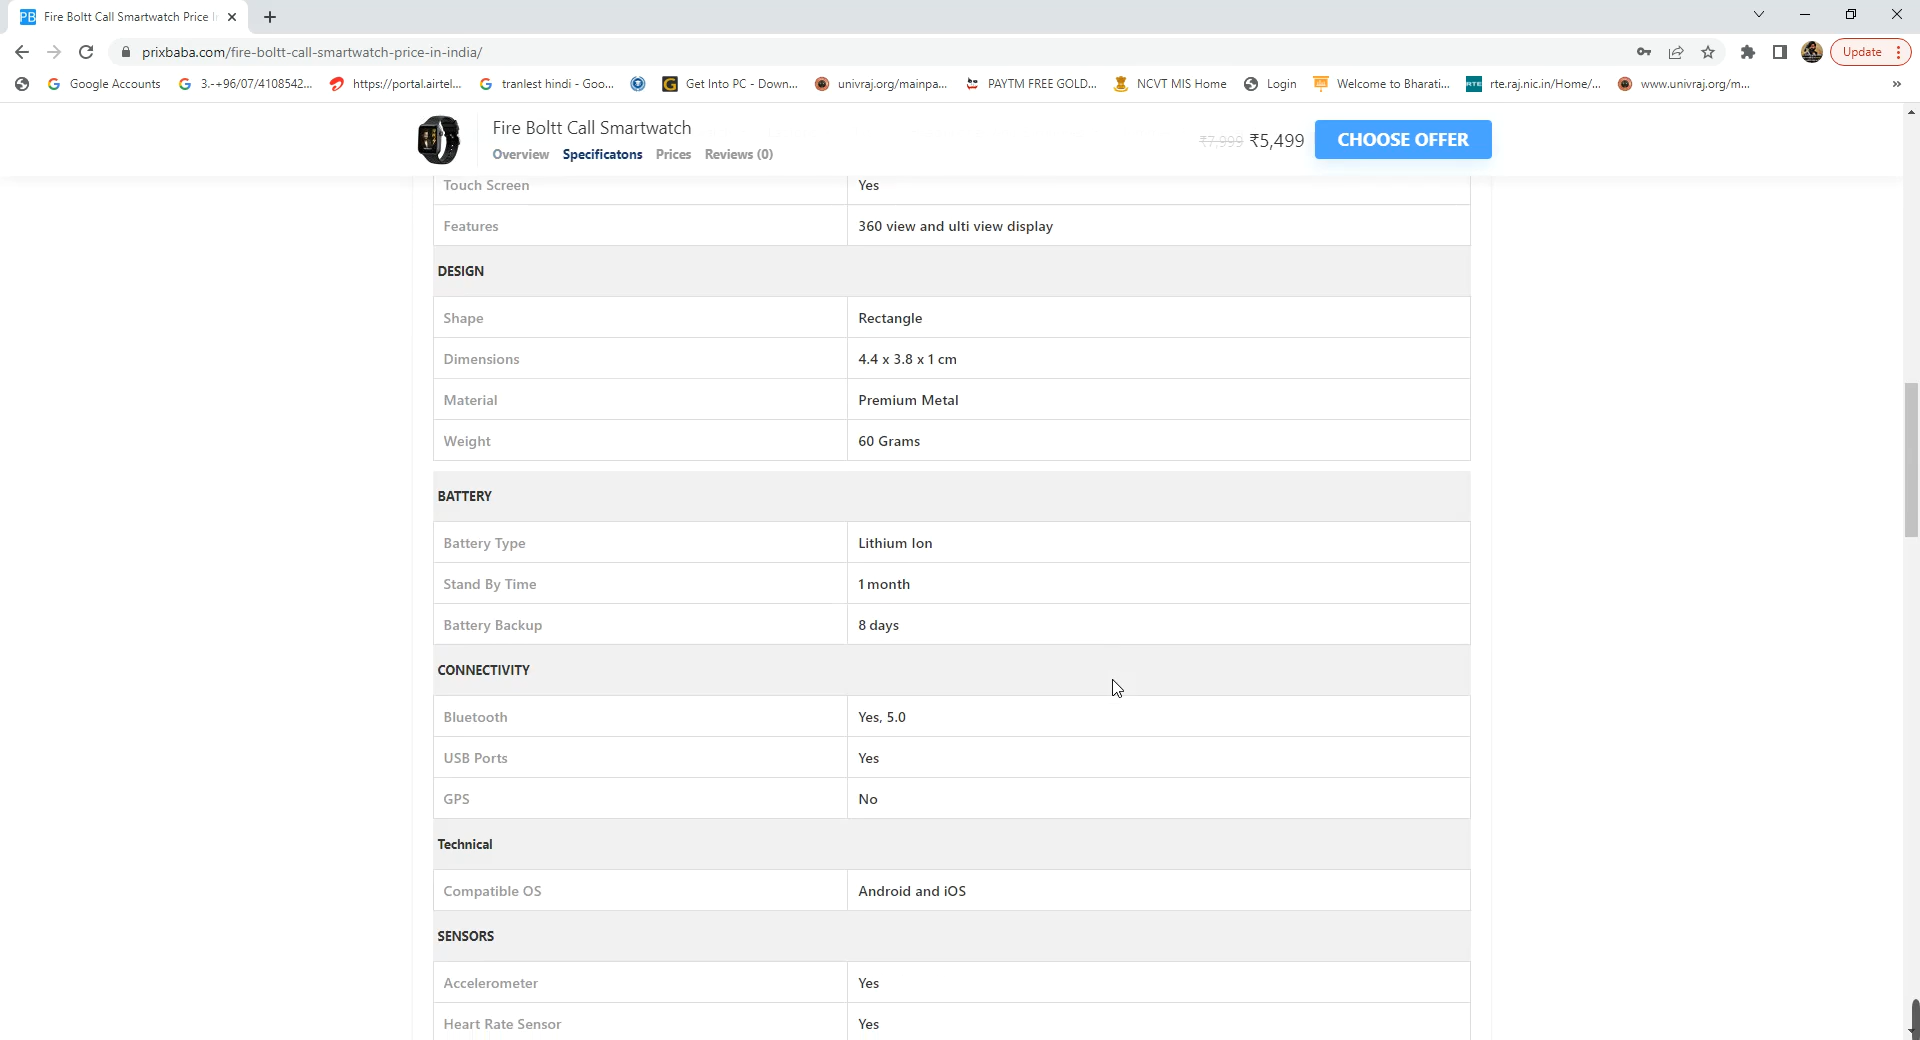 Fire Boltt Call Smartwatch Price I
prixbaba.com/fire-boltt-call-smartwatch-price-in-india/
Update
Google Accounts
3.-+96/07/4108542...
https://portal.airtel...
tranlest hindi - Goo...
Get Into PC - Down...
univraj.org/mainpa...
PAYTM FREE GOLD...
NCVT MIS Home
Login
Welcome to Bharati...
rte.raj.nic.in/Home/...
www.univraj.org/m...
»
Fire Boltt Call Smartwatch
Overview Specificatons Prices Reviews (0)
₹7,999 ₹5,499 CHOOSE OFFER
Touch Screen Yes
Features 360 view and ulti view display
DESIGN
Shape Rectangle
Dimensions 4.4 x 3.8 x 1 cm
Material Premium Metal
Weight 60 Grams
BATTERY
Battery Type Lithium Ion
Stand By Time 1 month
Battery Backup 8 days
CONNECTIVITY
Bluetooth Yes, 5.0
USB Ports Yes
GPS No
Technical
Compatible OS Android and iOS
SENSORS
Accelerometer Yes
Heart Rate Sensor Yes